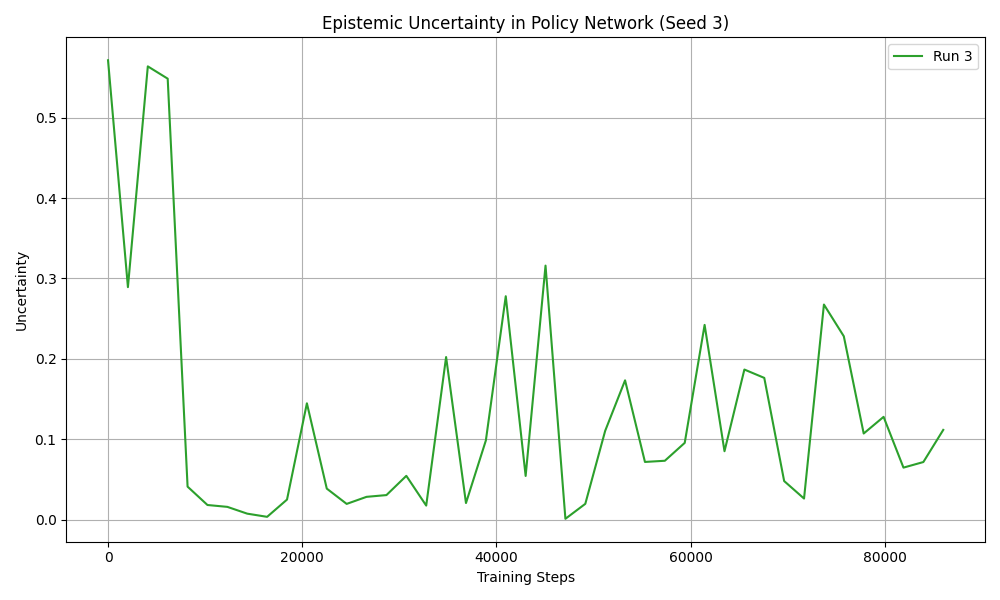 Epistemic Uncertainty in Policy Network (Seed 3)
Run 3
Uncertainty
0.5
0.4
0.3
0.2
0.1
0.0
0 20000 40000 60000 80000
Training Steps